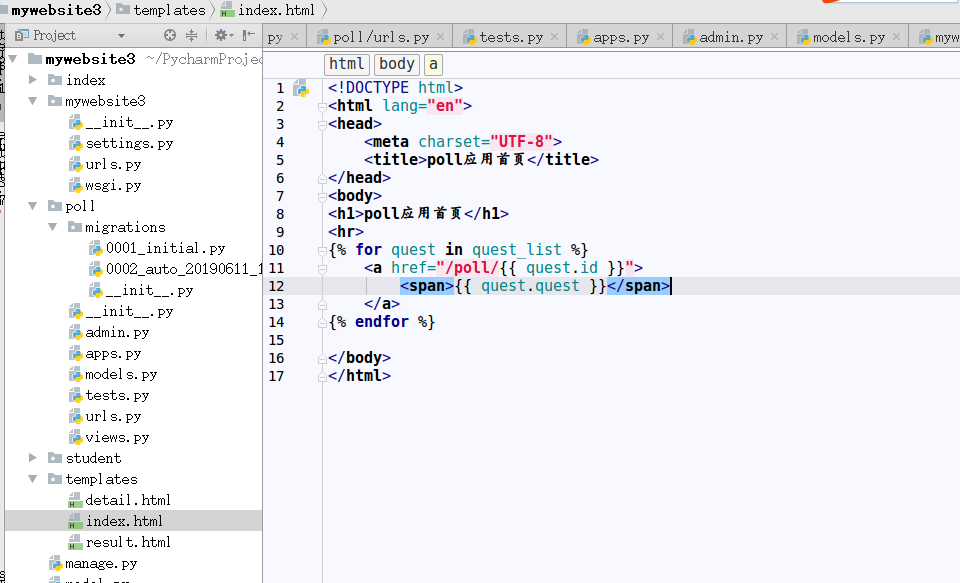 mywebsite3 templates index.html
Project
py poll/urls.py tests.py apps.py admin.py models.py myw
mywebsite3 ~/PycharmProjec
index
mywebsite3
__init__.py
settings.py
urls.py
wsgi.py
poll
migrations
0001_initial.py
0002_auto_20190611_1
__init__.py
__init__.py
admin.py
apps.py
models.py
tests.py
urls.py
views.py
student
templates
detail.html
index.html
result.html
manage.py
model.py
html body a
1 <!DOCTYPE html>
2 <html lang="en">
3 <head>
4 <meta charset="UTF-8">
5 <title>poll应用首页</title>
6 </head>
7 <body>
8 <h1>poll应用首页</h1>
9 <hr>
10 {% for quest in quest_list %}
11 <a href="/poll/{{ quest.id }}">
12 <span>{{ quest.quest }}</span>
13 </a>
14 {% endfor %}
15
16 </body>
17 </html>